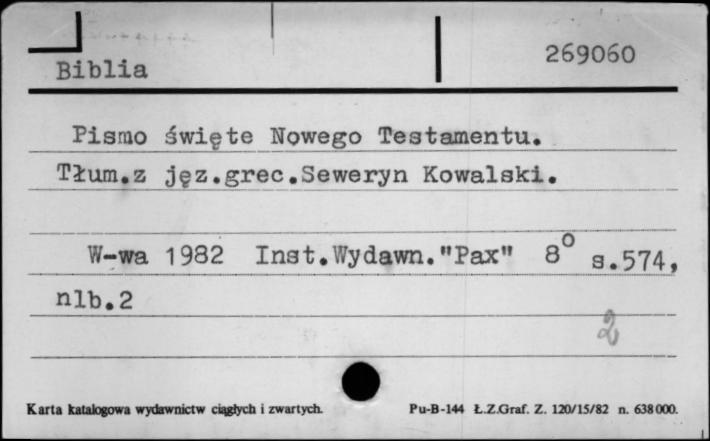 Biblia 269060
Pismo święte Nowego Testamentu.
Tłum.z jęz.grec.Seweryn Kowalski.
W-wa 1982 Inst.Wydawn."Pax" 8° s.574,
nlb.2
2
Karta katalogowa wydawnictw ciągłych i zwartych. Pu-B-144 Ł.Z.Graf. Z. 120/15/82 n. 638000.